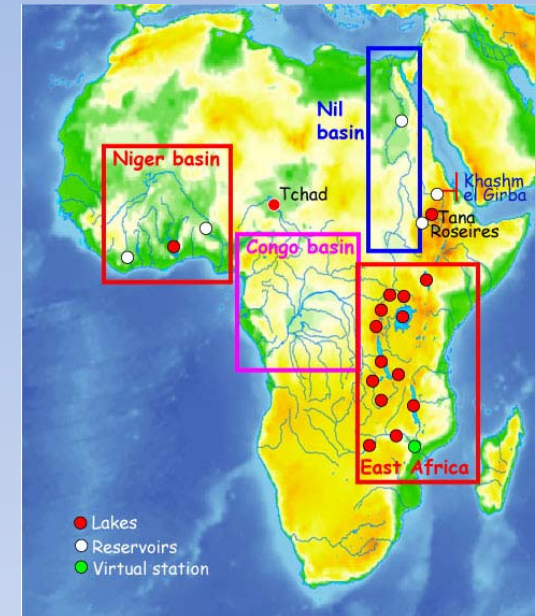 Nil
basin
Niger basin
Tchad
Khashm
el Girba
Tana
Roseires
Congo basin
East Africa
Lakes
Reservoirs
Virtual station